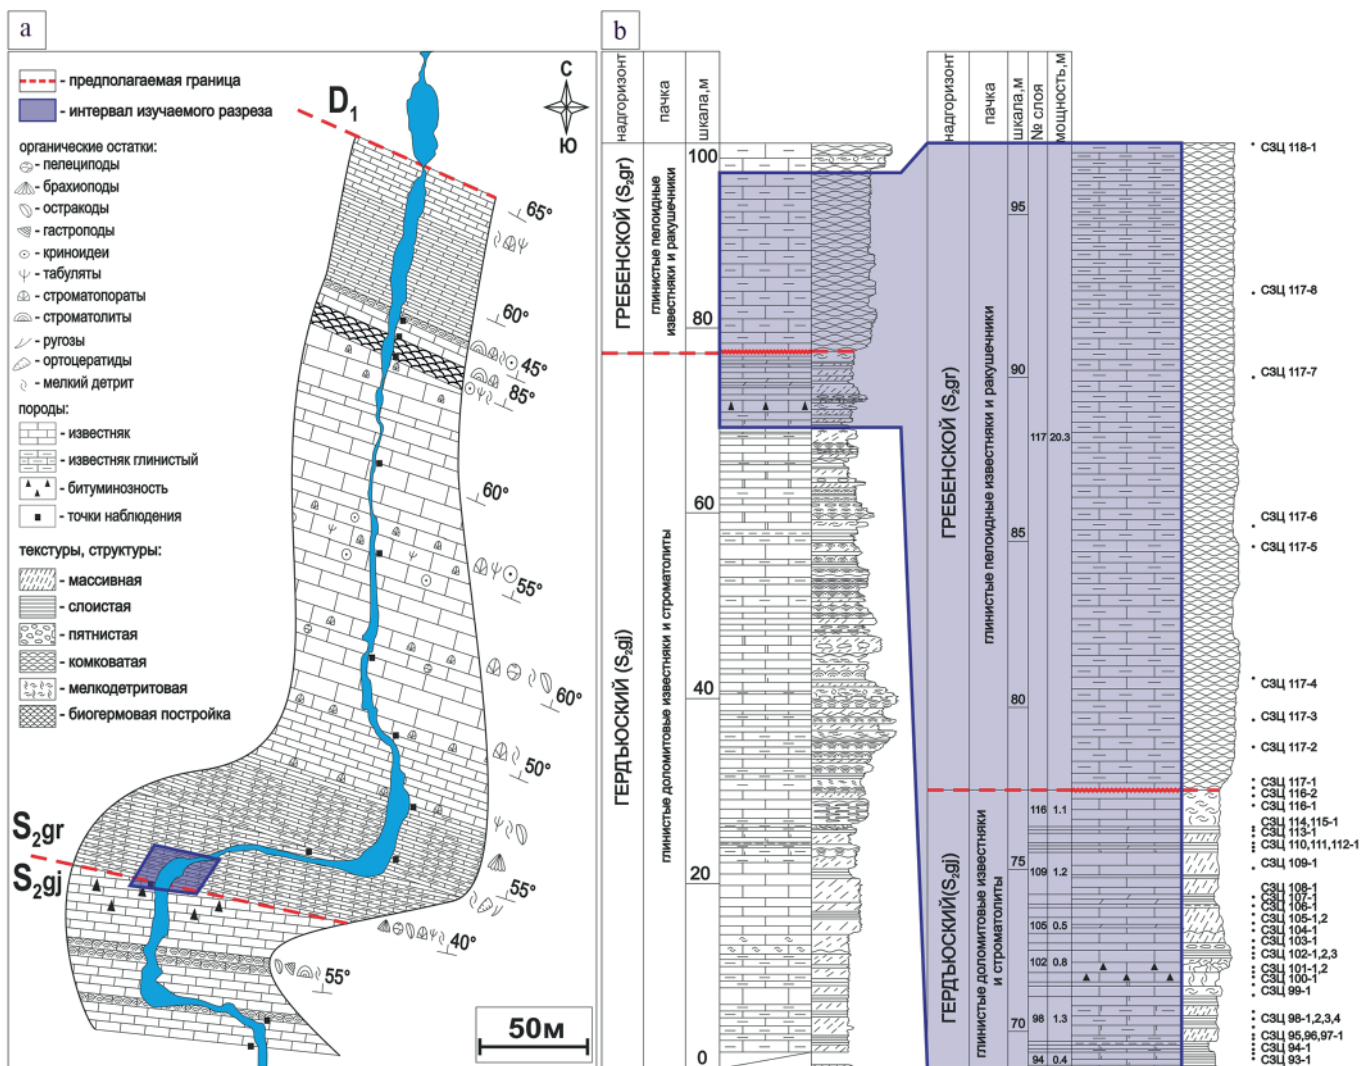 a
- предполагаемая граница
- интервал изучаемого разреза
органические остатки:
- пелециподы
- брахиоподы
- остракоды
- гастроподы
- криноидеи
- табуляты
- строматопораты
- строматолиты
- ругозы
- ортоцератиды
- мелкий детрит
породы:
- известняк
- известняк глинистый
- битуминозность
- точки наблюдения
текстуры, структуры:
- массивная
- слоистая
- пятнистая
- комковатая
- мелкодетритовая
- биогермовая постройка
D1
С
Ю
65°
60°
45°
85°
60°
55°
60°
50°
55°
40°
55°
S2gr
S2gj
50м
b
надгоризонт
пачка
шкала,м
ГРЕБЕНСКОЙ (S2gr)
глинистые пелоидные
известняки и ракушечники
ГЕРДЪЮСКИЙ (S2gj)
глинистые доломитовые известняки и строматолиты
100
80
60
40
20
0
надгоризонт
пачка
шкала,м
№ слоя
мощность,м
ГРЕБЕНСКОЙ (S2gr)
глинистые пелоидные известняки и ракушечники
ГЕРДЪЮСКИЙ(S2gj)
глинистые доломитовые известняки
и строматолиты
95
90
85
80
75
70
117 20.3
116 1.1
109 1.2
105 0.5
102 0.8
98 1.3
94 0.4
СЗЦ 118-1
СЗЦ 117-8
СЗЦ 117-7
СЗЦ 117-6
СЗЦ 117-5
СЗЦ 117-4
СЗЦ 117-3
СЗЦ 117-2
СЗЦ 117-1
СЗЦ 116-2
СЗЦ 116-1
СЗЦ 114,115-1
СЗЦ 113-1
СЗЦ 110,111,112-1
СЗЦ 109-1
СЗЦ 108-1
СЗЦ 107-1
СЗЦ 106-1
СЗЦ 105-1,2
СЗЦ 104-1
СЗЦ 103-1
СЗЦ 102-1,2,3
СЗЦ 101-1,2
СЗЦ 100-1
СЗЦ 99-1
СЗЦ 98-1,2,3,4
СЗЦ 95,96,97-1
СЗЦ 94-1
СЗЦ 93-1